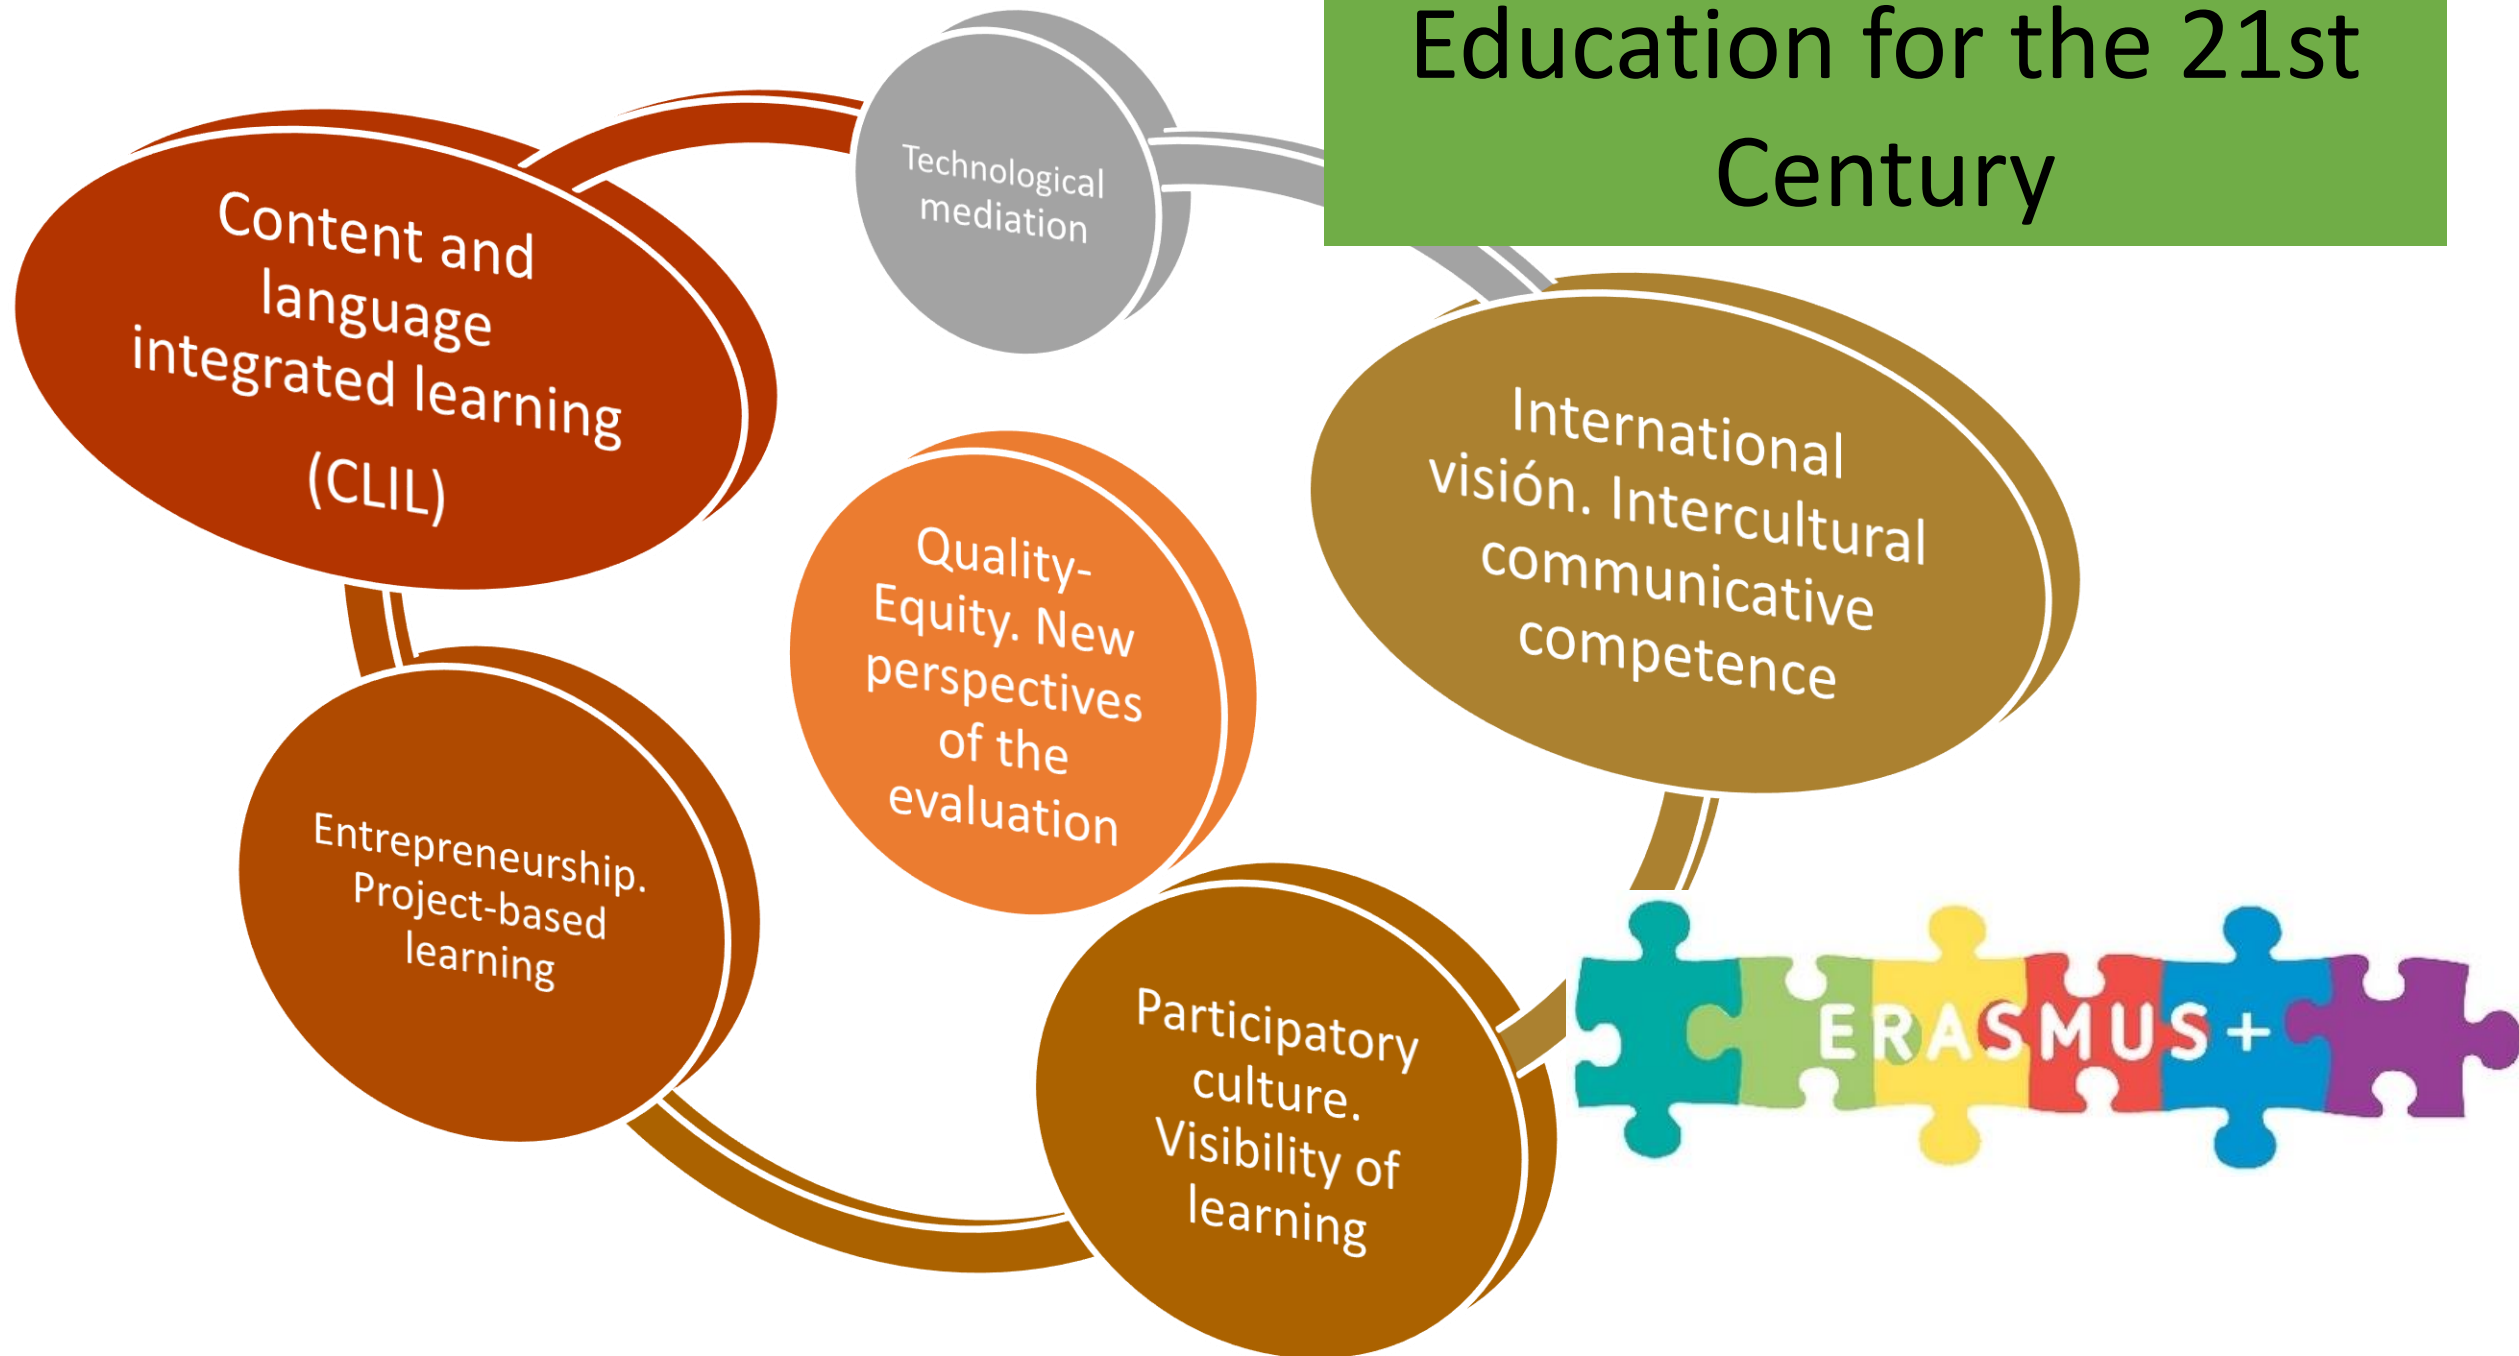 Education for the 21st
Century
Technological
mediation
Content and
language
integrated learning
(CLIL)
International
visión. Intercultural
communicative
competence
Quality-
Equity. New
perspectives
of the
evaluation
Entrepreneurship.
Project-based
learning
Participatory
culture.
Visibility of
learning
ERASMUS+